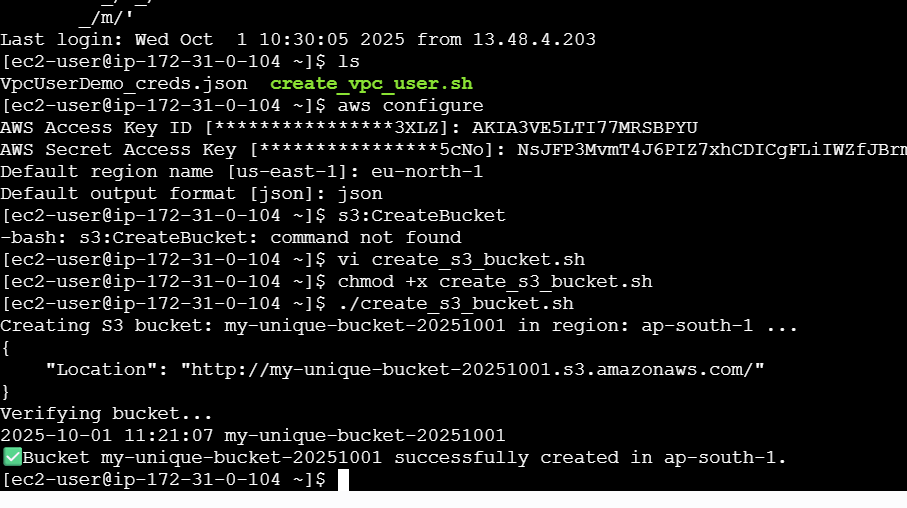 _/m/'
Last login: Wed Oct  1 10:30:05 2025 from 13.48.4.203
[ec2-user@ip-172-31-0-104 ~]$ ls
VpcUserDemo_creds.json  create_vpc_user.sh
[ec2-user@ip-172-31-0-104 ~]$ aws configure
AWS Access Key ID [****************3XLZ]: AKIA3VE5LTI77MRSBPYU
AWS Secret Access Key [****************5cNo]:
Default region name [us-east-1]: eu-north-1
Default output format [json]: json
[ec2-user@ip-172-31-0-104 ~]$ s3:CreateBucket
-bash: s3:CreateBucket: command not found
[ec2-user@ip-172-31-0-104 ~]$ vi create_s3_bucket.sh
[ec2-user@ip-172-31-0-104 ~]$ chmod +x create_s3_bucket.sh
[ec2-user@ip-172-31-0-104 ~]$ ./create_s3_bucket.sh
Creating S3 bucket: my-unique-bucket-20251001 in region: ap-south-1 ...
{
    "Location": "http://my-unique-bucket-20251001.s3.amazonaws.com/"
}
Verifying bucket...
2025-10-01 11:21:07 my-unique-bucket-20251001
✅Bucket my-unique-bucket-20251001 successfully created in ap-south-1.
[ec2-user@ip-172-31-0-104 ~]$